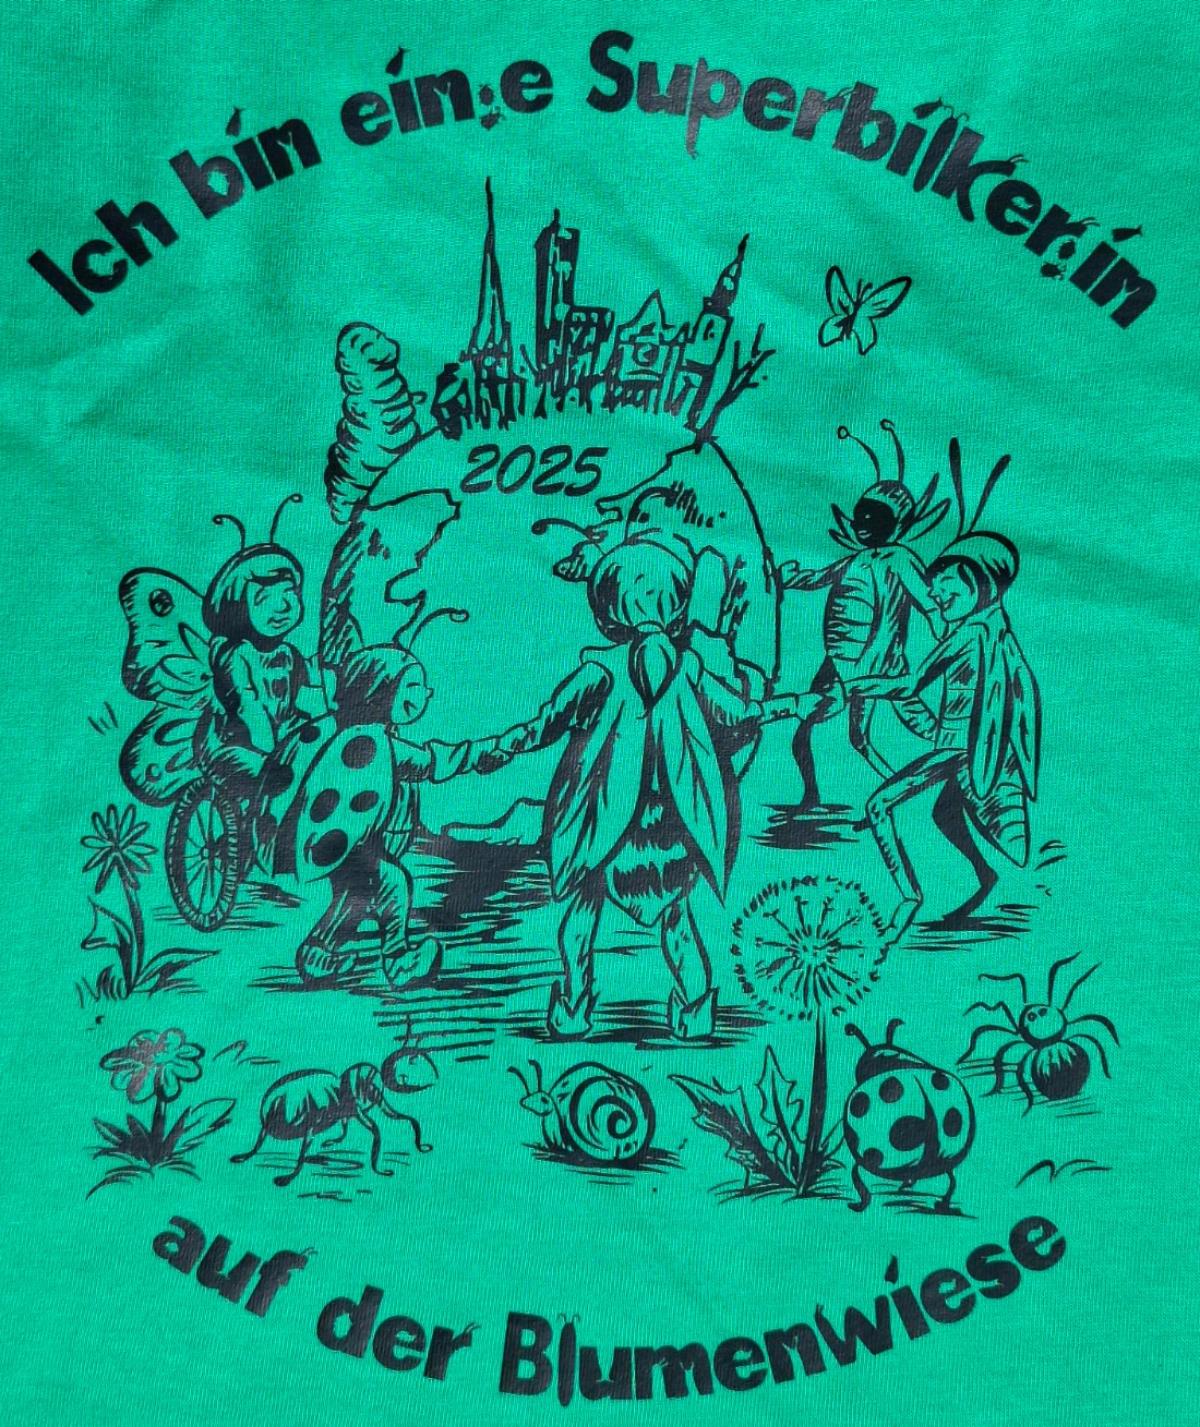 Ich bin ein:e Superbilker:in
2025
auf der Blumenwiese